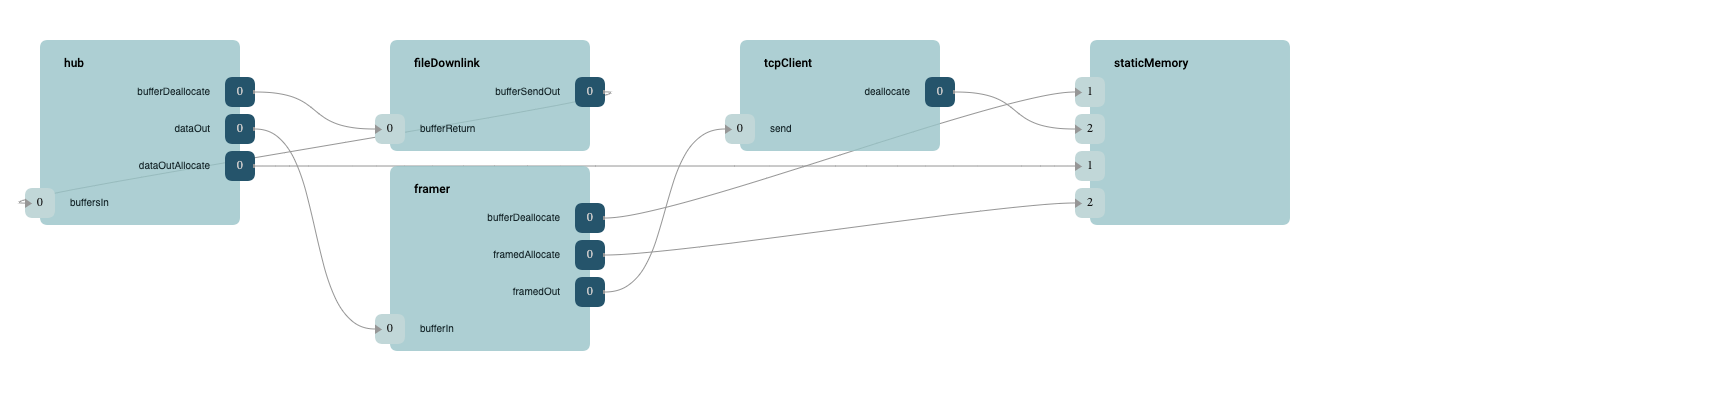 hub
bufferDeallocate 0
dataOut 0
dataOutAllocate 0
0 buffersIn
fileDownlink
bufferSendOut 0
0 bufferReturn
framer
bufferDeallocate 0
framedAllocate 0
framedOut 0
0 bufferIn
tcpClient
deallocate 0
0 send
staticMemory
1
2
1
2